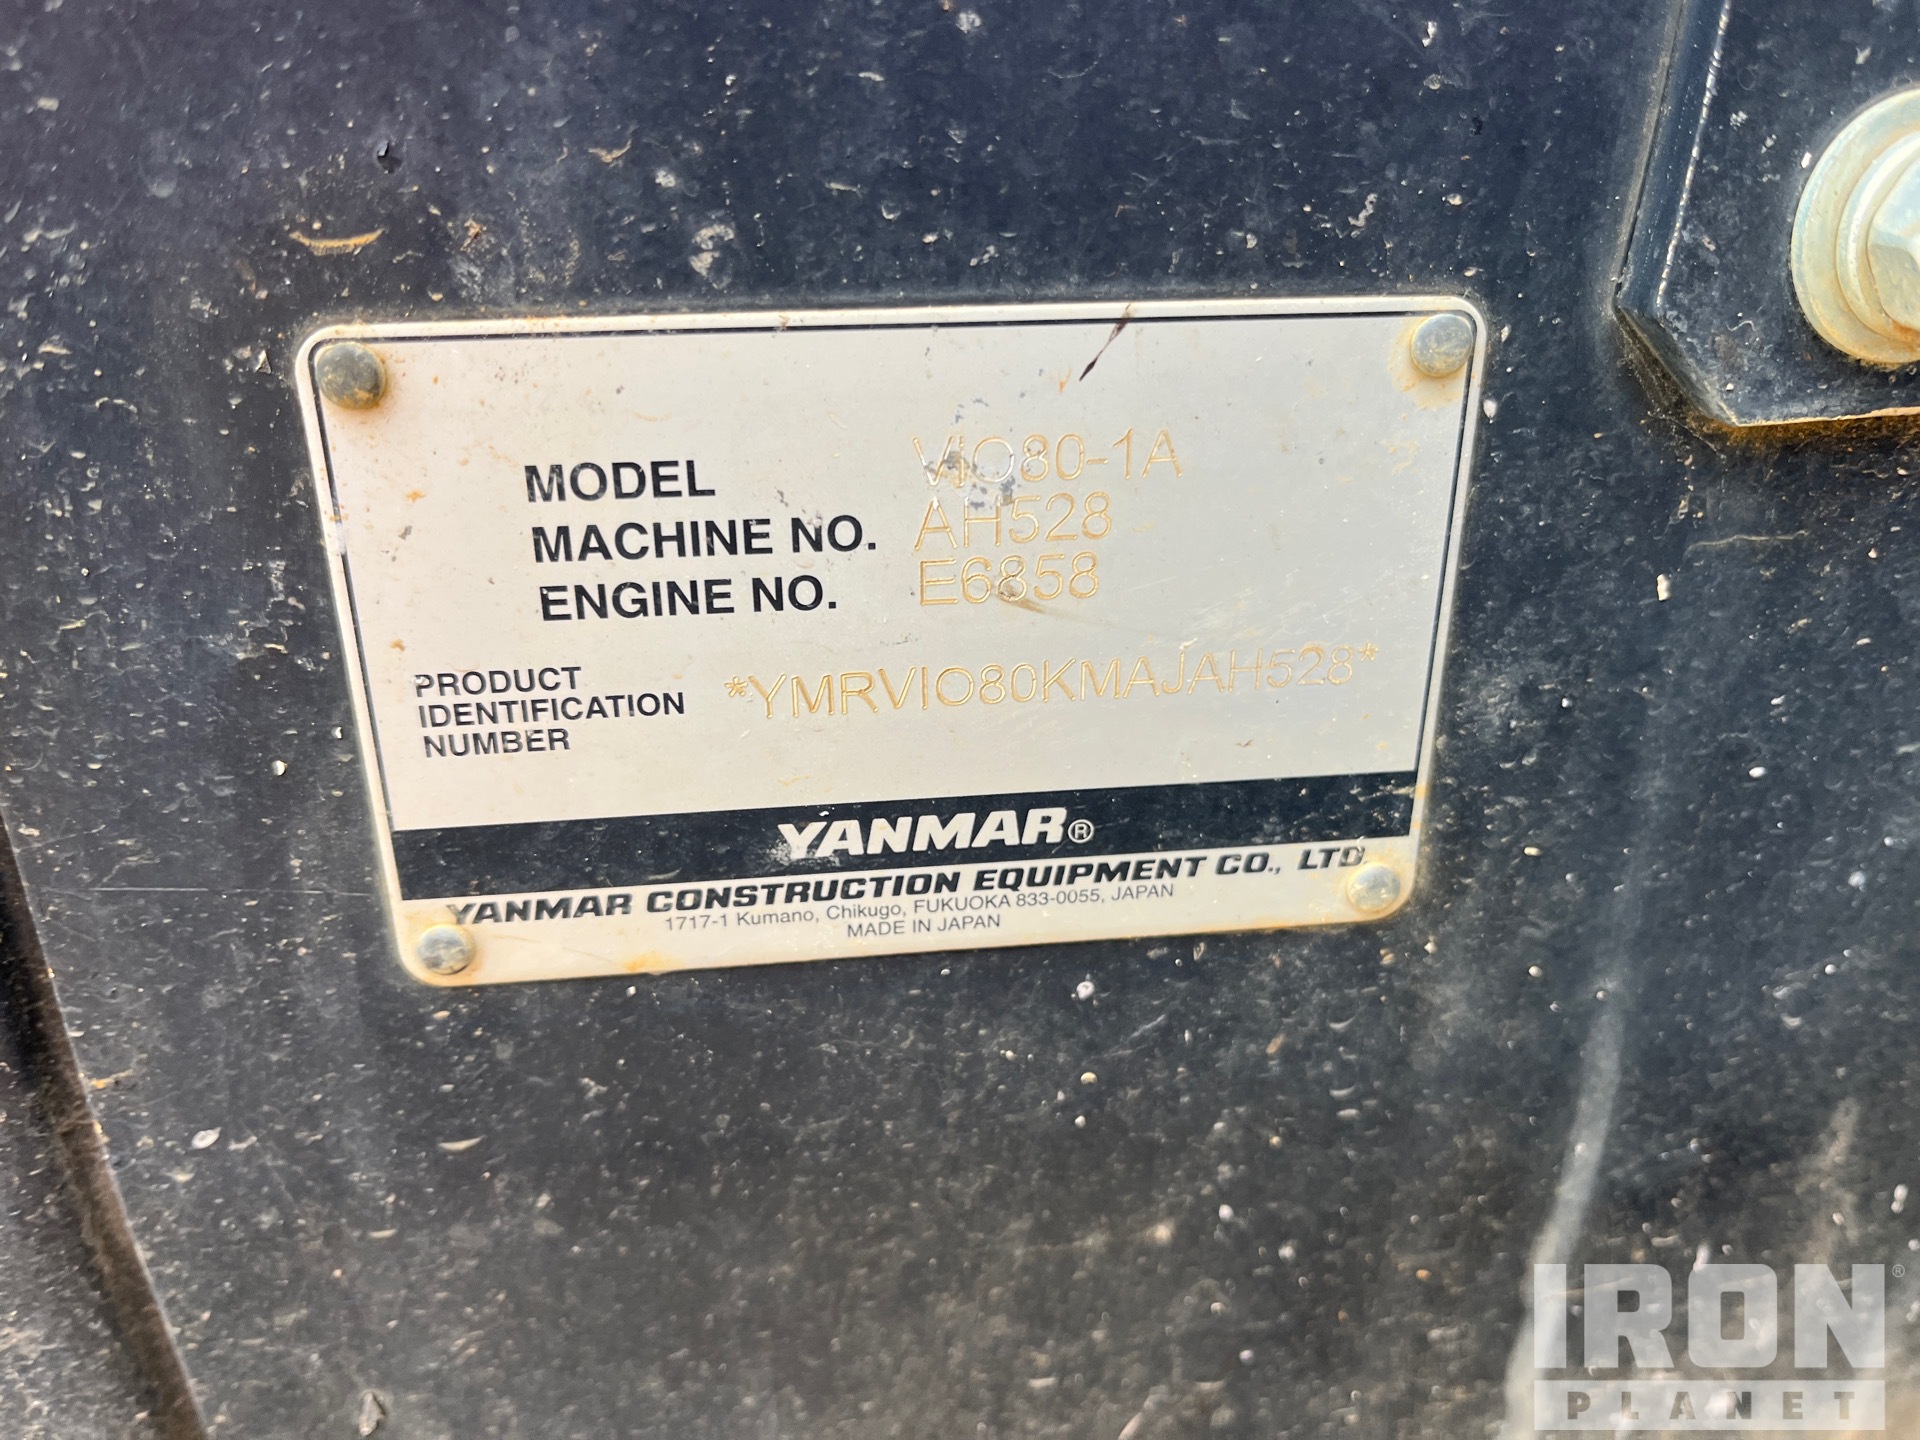 MODEL VIO80-1A
MACHINE NO. AH528
ENGINE NO. E6858
PRODUCT
IDENTIFICATION
NUMBER
*YMRVIO80KMAJAH528*
YANMAR®
YANMAR CONSTRUCTION EQUIPMENT CO., LTD.
1717-1 Kumano, Chikugo, FUKUOKA 833-0055, JAPAN
MADE IN JAPAN
IRON®
PLANET